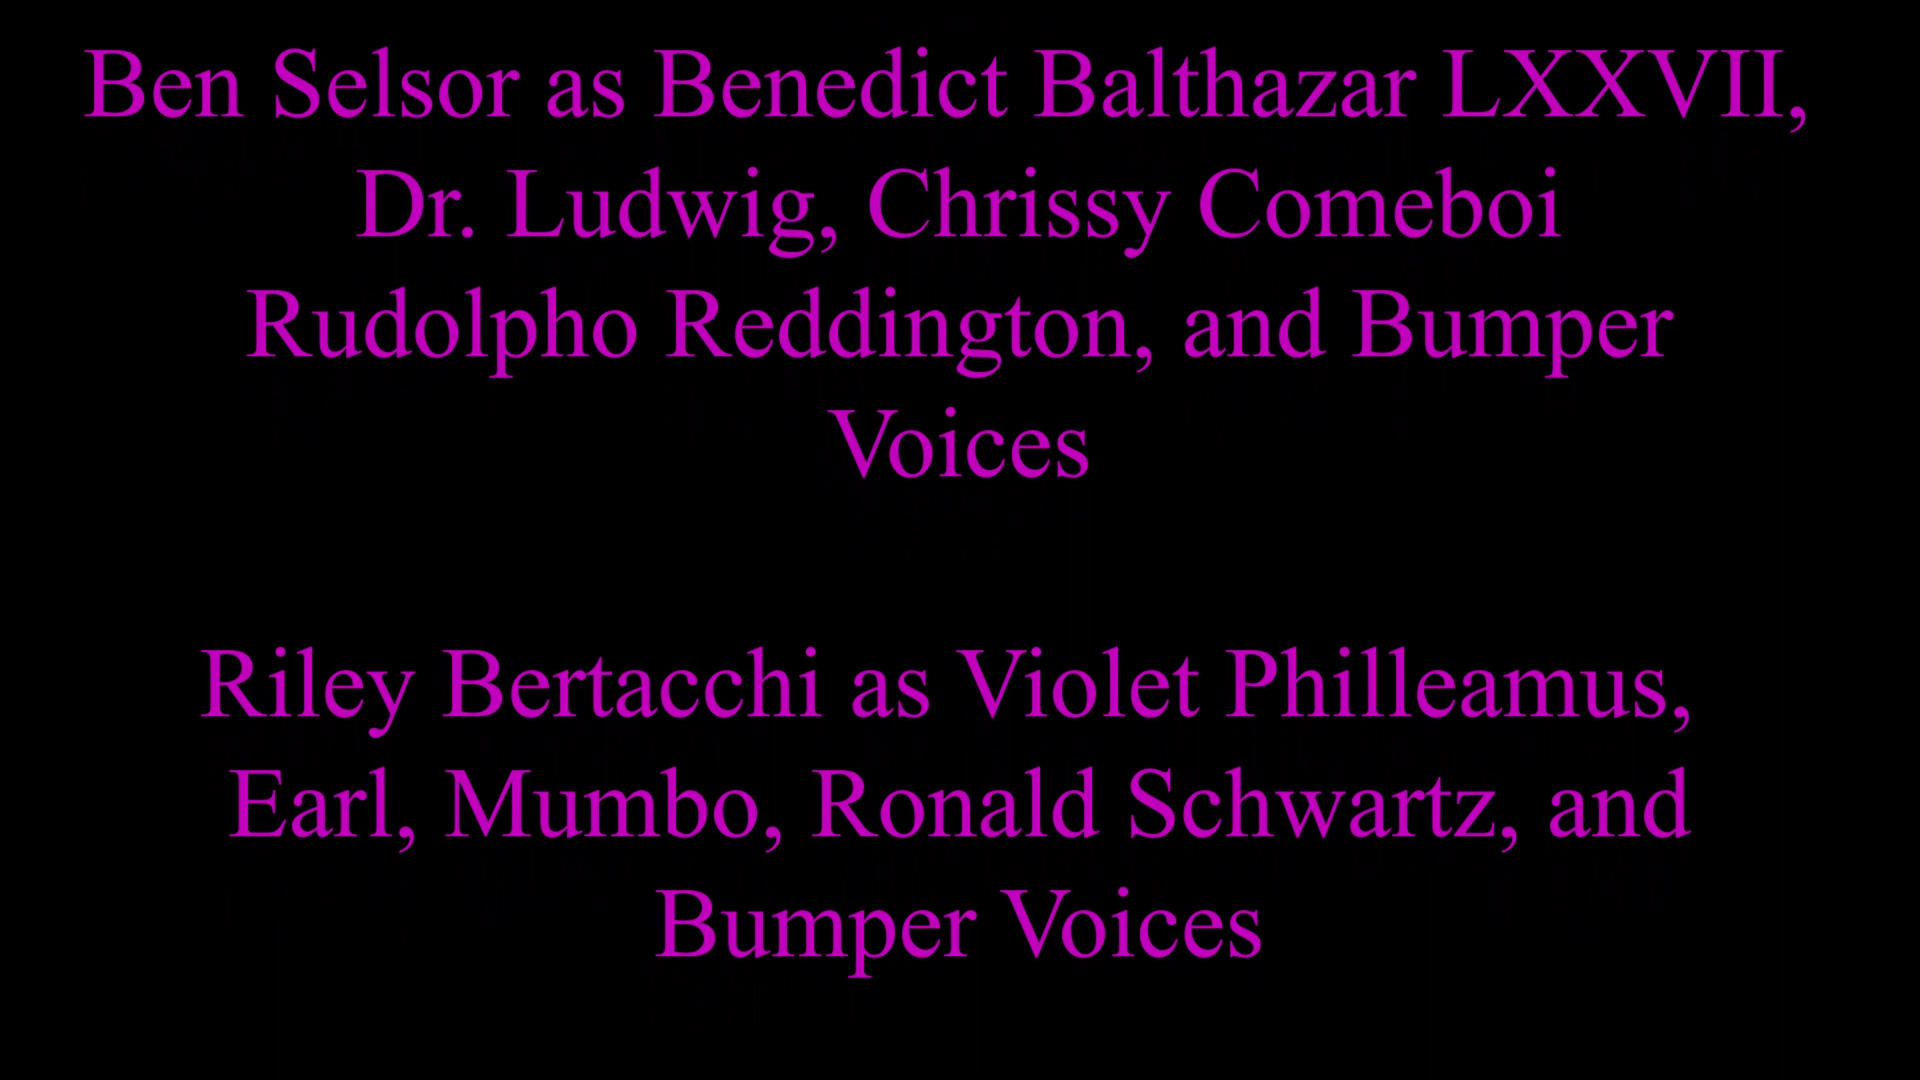 Ben Selsor as Benedict Balthazar LXXVII,
Dr. Ludwig, Chrissy Comeboi
Rudolpho Reddington, and Bumper
Voices
Riley Bertacchi as Violet Philleamus,
Earl, Mumbo, Ronald Schwartz, and
Bumper Voices